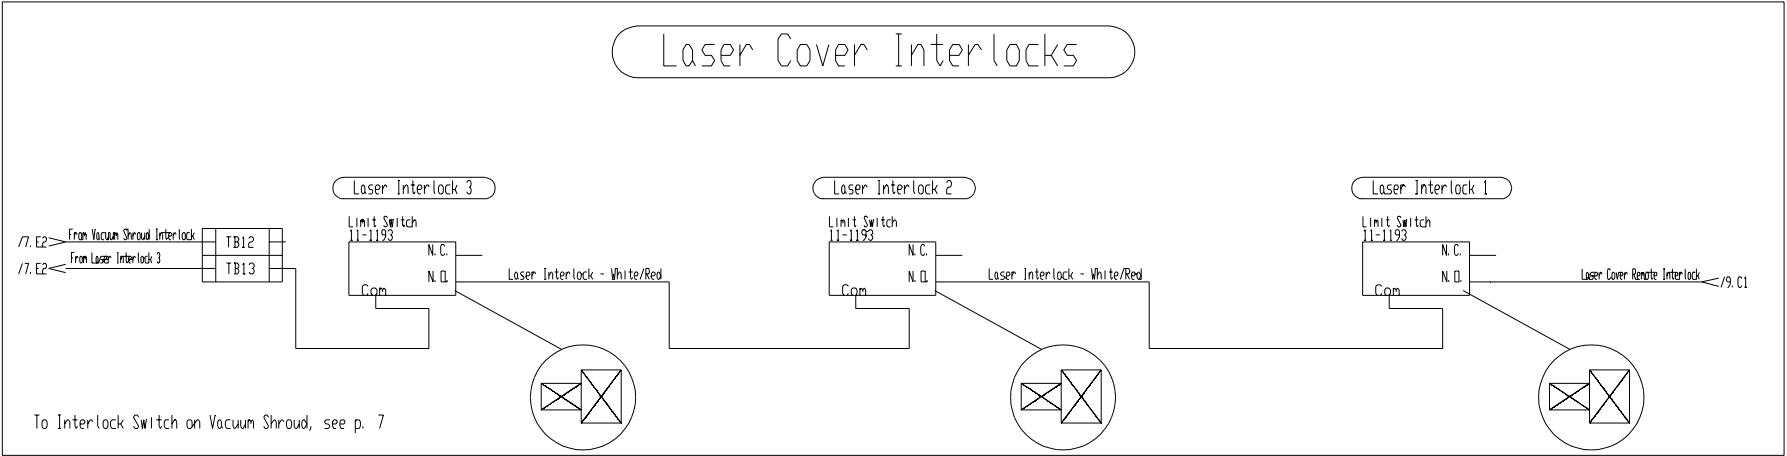 Laser Cover Interlocks
Laser Interlock 3
Laser Interlock 2
Laser Interlock 1
Limit Switch
11-1193
N. C.
N. O.
Com
Limit Switch
11-1193
N. C.
N. O.
Com
Limit Switch
11-1193
N. C.
N. O.
Com
/7. E2
From Vacuum Shroud Interlock
TB12
/7. E2
From Laser Interlock 3
TB13
Laser Interlock - White/Red
Laser Interlock - White/Red
Laser Cover Remote Interlock
/9. C1
To Interlock Switch on Vacuum Shroud, see p. 7